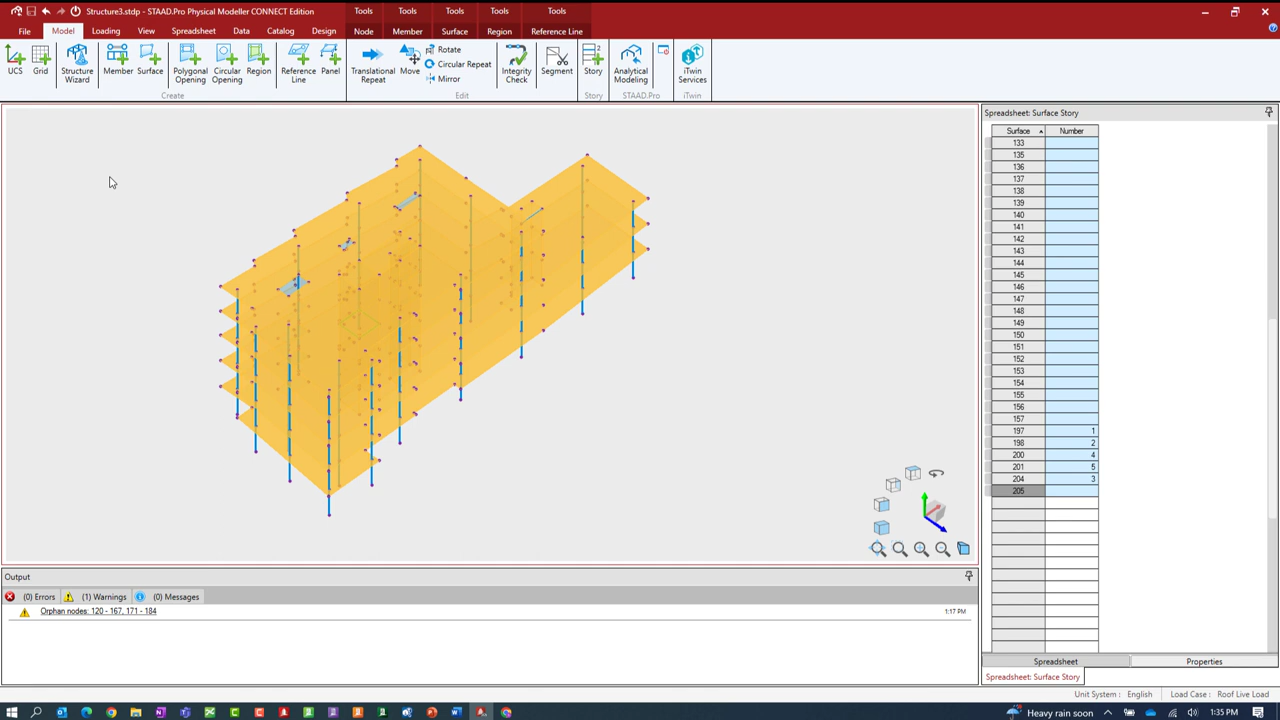 Structure3.stdp - STAAD.Pro Physical Modeller CONNECT Edition
Tools Tools Tools Tools Tools
File Model Loading View Spreadsheet Data Catalog Design Node Member Surface Region Reference Line
UCS Grid Structure Wizard Member Surface Polygonal Opening Circular Opening Region Reference Line Panel Translational Repeat Move Rotate Circular Repeat Mirror Integrity Check Segment Story Analytical Modeling iTwin Services
Create Edit Story STAAD.Pro iTwin
Spreadsheet: Surface Story
Surface Number
133
135
136
137
138
139
140
141
142
143
144
145
146
147
148
149
150
151
152
153
154
155
156
157
197 1
198 2
200 4
201 5
204 3
205
Output
(0) Errors (1) Warnings (0) Messages
Orphan nodes: 120 - 167, 171 - 184 1:17 PM
Spreadsheet Properties
Spreadsheet: Surface Story
Unit System : English Load Case : Roof Live Load
Heavy rain soon 1:35 PM